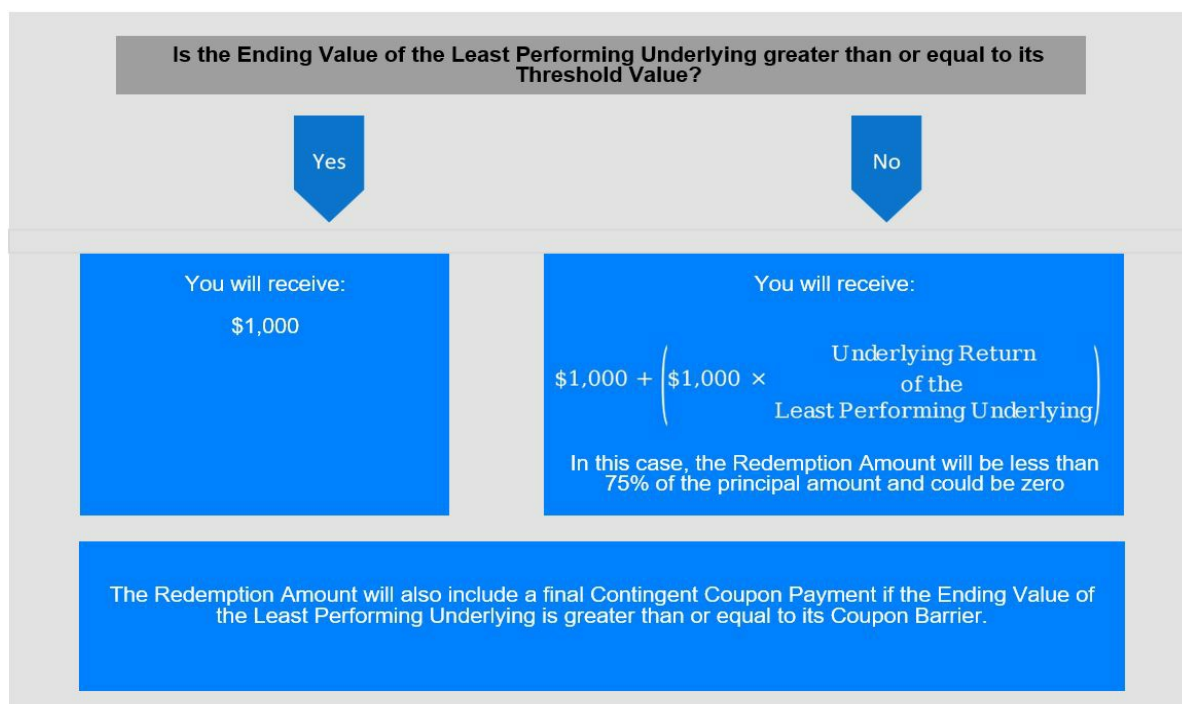 Is the Ending Value of the Least Performing Underlying greater than or equal to its
Threshold Value?
Yes
No
You will receive:
$1,000
You will receive:
$1,000 + ($1,000 × Underlying Return
of the
Least Performing Underlying)
In this case, the Redemption Amount will be less than
75% of the principal amount and could be zero
The Redemption Amount will also include a final Contingent Coupon Payment if the Ending Value of
the Least Performing Underlying is greater than or equal to its Coupon Barrier.